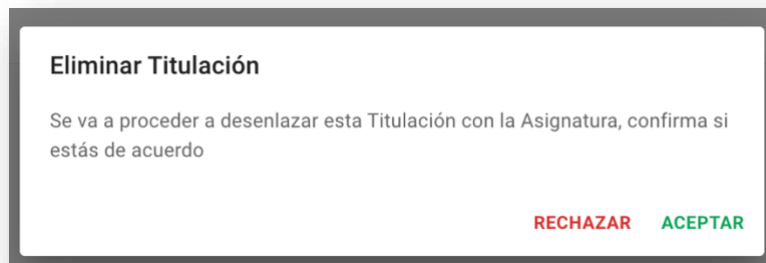 Eliminar Titulación
Se va a proceder a desenlazar esta Titulación con la Asignatura, confirma si
estás de acuerdo
RECHAZAR ACEPTAR